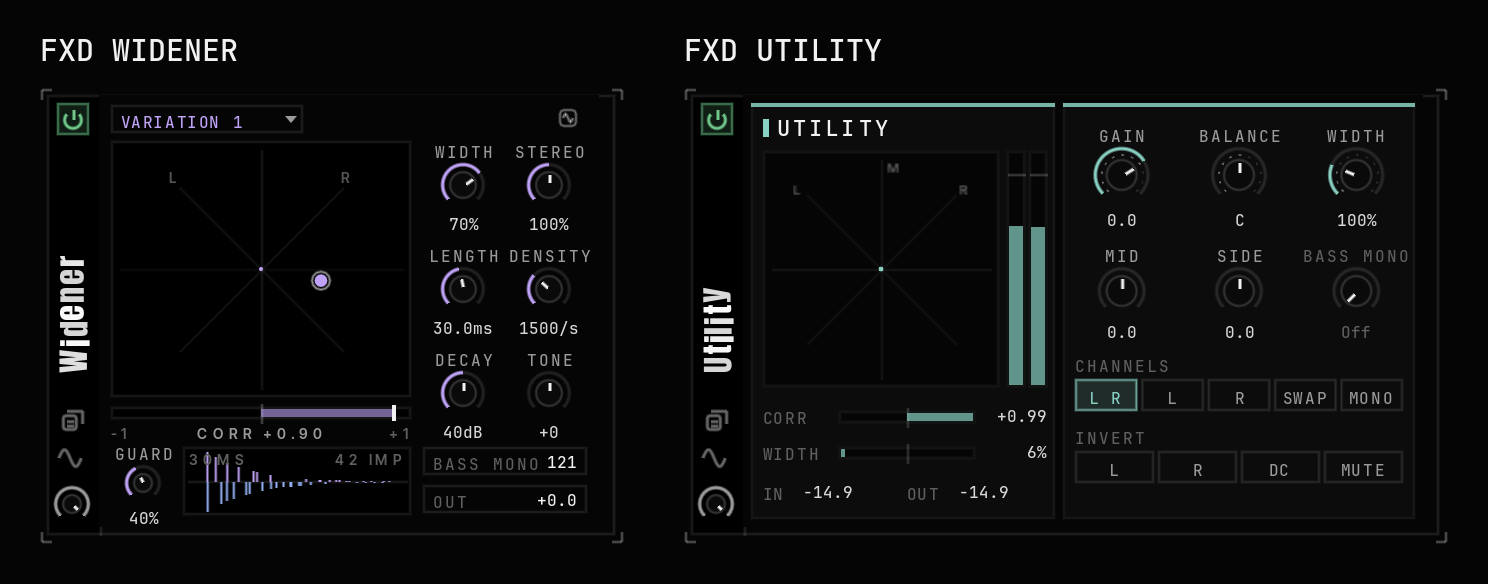 FXD WIDENER
Widener
VARIATION 1
L R
-1 CORR +0.90 +1
GUARD
40%
30MS 42 IMP
WIDTH STEREO
70% 100%
LENGTH DENSITY
30.0ms 1500/s
DECAY TONE
40dB +0
BASS MONO 121
OUT +0.0
FXD UTILITY
Utility
UTILITY
M
L R
CORR +0.99
WIDTH 6%
IN -14.9 OUT -14.9
GAIN BALANCE WIDTH
0.0 C 100%
MID SIDE BASS MONO
0.0 0.0 Off
CHANNELS
L R L R SWAP MONO
INVERT
L R DC MUTE